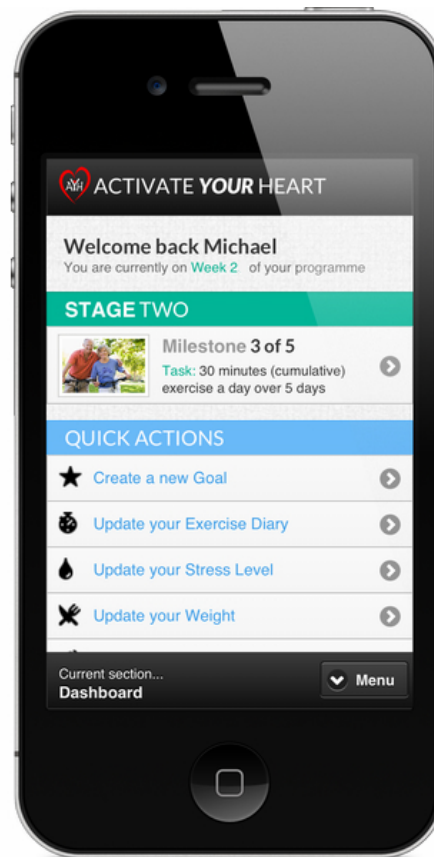 AYH ACTIVATE YOUR HEART
Welcome back Michael
You are currently on Week 2 of your programme
STAGE TWO
Milestone 3 of 5
Task: 30 minutes (cumulative)
exercise a day over 5 days
QUICK ACTIONS
Create a new Goal
Update your Exercise Diary
Update your Stress Level
Update your Weight
Current section...
Dashboard
Menu